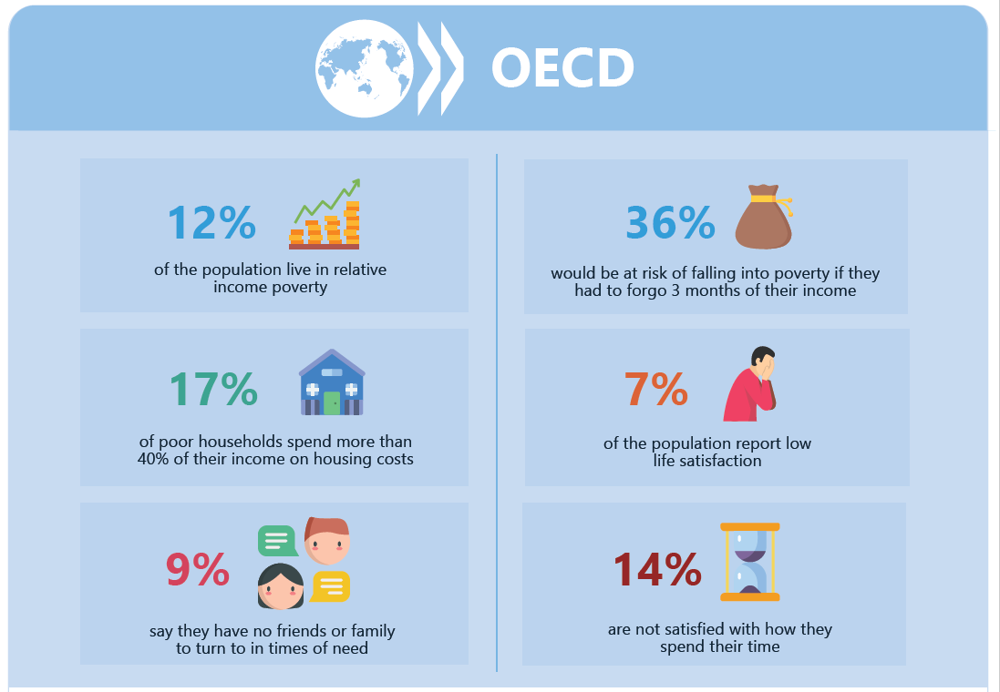 OECD
12%
of the population live in relative
income poverty
36%
would be at risk of falling into poverty if they
had to forgo 3 months of their income
17%
of poor households spend more than
40% of their income on housing costs
7%
of the population report low
life satisfaction
9%
say they have no friends or family
to turn to in times of need
14%
are not satisfied with how they
spend their time